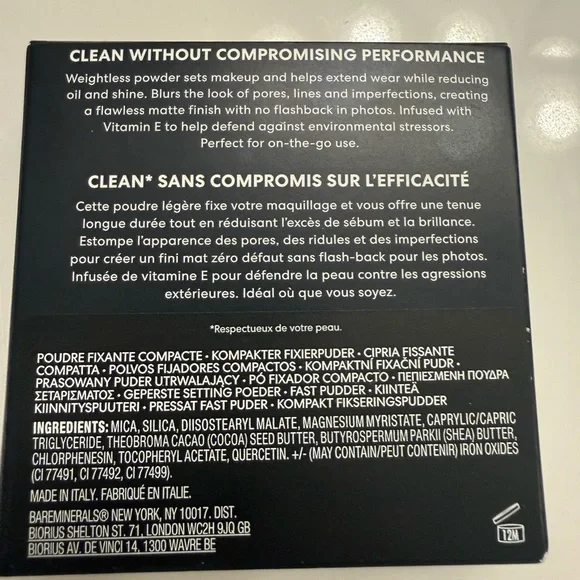 CLEAN WITHOUT COMPROMISING PERFORMANCE
Weightless powder sets makeup and helps extend wear while reducing
oil and shine. Blurs the look of pores, lines and imperfections, creating
a flawless matte finish with no flashback in photos. Infused with
Vitamin E to help defend against environmental stressors.
Perfect for on-the-go use.
CLEAN* SANS COMPROMIS SUR L'EFFICACITÉ
Cette poudre légère fixe votre maquillage et vous offre une tenue
longue durée tout en réduisant l'excès de sébum et la brillance.
Estompe l'apparence des pores, des ridules et des imperfections
pour créer un fini mat zéro défaut sans flash-back pour les photos.
Infusée de vitamine E pour défendre la peau contre les agressions
extérieures. Idéal où que vous soyez.
*Respectueux de votre peau.
POUDRE FIXANTE COMPACTE • KOMPAKTER FIXIERPUDER • CIPRIA FISSANTE
COMPATTA • POLVOS FIJADORES COMPACTOS • KOMPAKTNÍ FIXAČNÍ PUDR •
PRASOWANY PUDER UTRWALAJĄCY • PÓ FIXADOR COMPACTO • ΠΕΠΙΕΣΜΕΝΗ ΠΟΥΔΡΑ
ΣΕΤΑΡΙΣΜΑΤΟΣ • GEPERSTE SETTING POEDER • FAST PUDDER • KIINTEÄ
KIINNITYSPUUTERI • PRESSAT FAST PUDER • KOMPAKT FIKSERINGSPUDDER
INGREDIENTS: MICA, SILICA, DIISOSTEARYL MALATE, MAGNESIUM MYRISTATE, CAPRYLIC/CAPRIC
TRIGLYCERIDE, THEOBROMA CACAO (COCOA) SEED BUTTER, BUTYROSPERMUM PARKII (SHEA) BUTTER,
CHLORPHENESIN, TOCOPHERYL ACETATE, QUERCETIN. +/- (MAY CONTAIN/PEUT CONTENIR) IRON OXIDES
(CI 77491, CI 77492, CI 77499).
MADE IN ITALY. FABRIQUÉ EN ITALIE.
BAREMINERALS® NEW YORK, NY 10017. DIST.
BIORIUS SHELTON ST. 71, LONDON WC2H 9JQ GB
BIORIUS AV. DE VINCI 14, 1300 WAVRE BE
12M